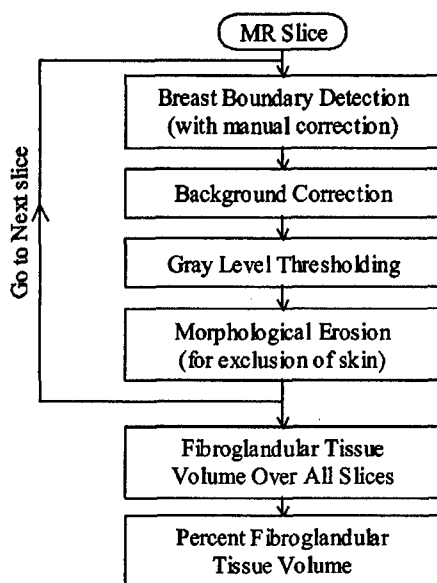 MR Slice
Breast Boundary Detection
(with manual correction)
Background Correction
Gray Level Thresholding
Morphological Erosion
(for exclusion of skin)
Go to Next slice
Fibroglandular Tissue
Volume Over All Slices
Percent Fibroglandular
Tissue Volume